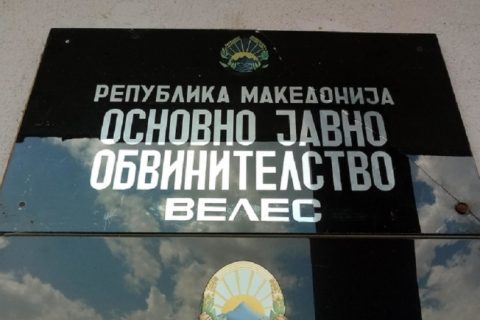 РЕПУБЛИКА МАКЕДОНИЈА
ОСНОВНО ЈАВНО
ОБВИНИТЕЛСТВО
ВЕЛЕС